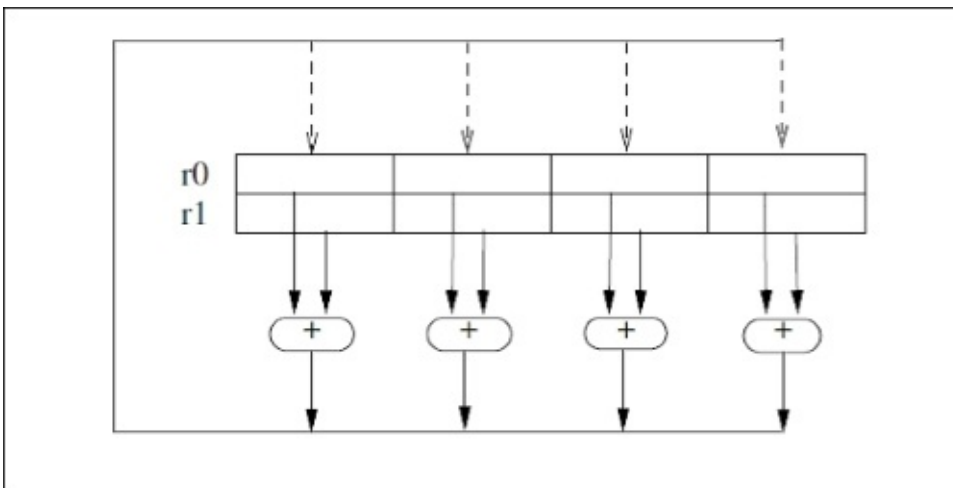 r0
r1
+ + + +